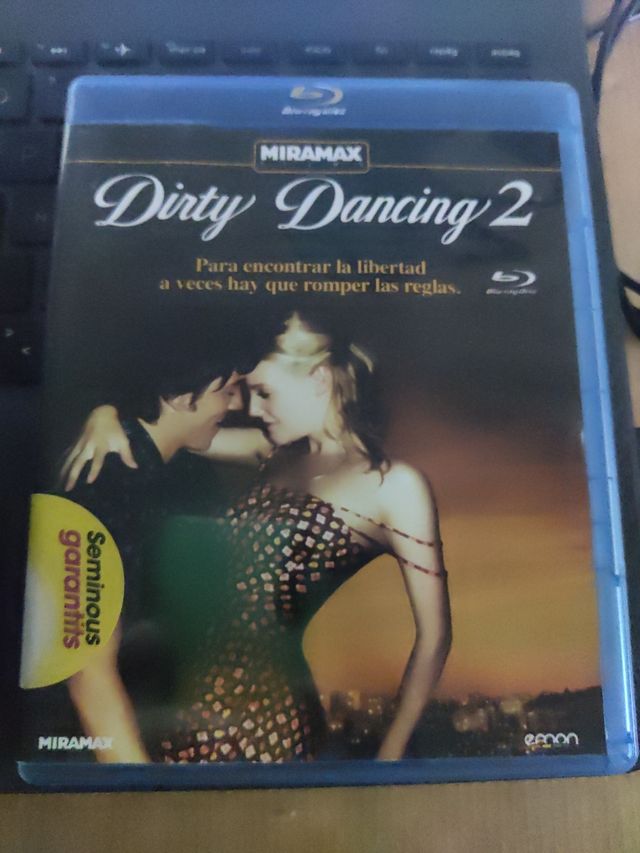 Blu-ray Disc
MIRAMAX
Dirty Dancing 2
Para encontrar la libertad
a veces hay que romper las reglas.
Blu-ray Disc
Seminous
garantits
MIRAMAX
emon